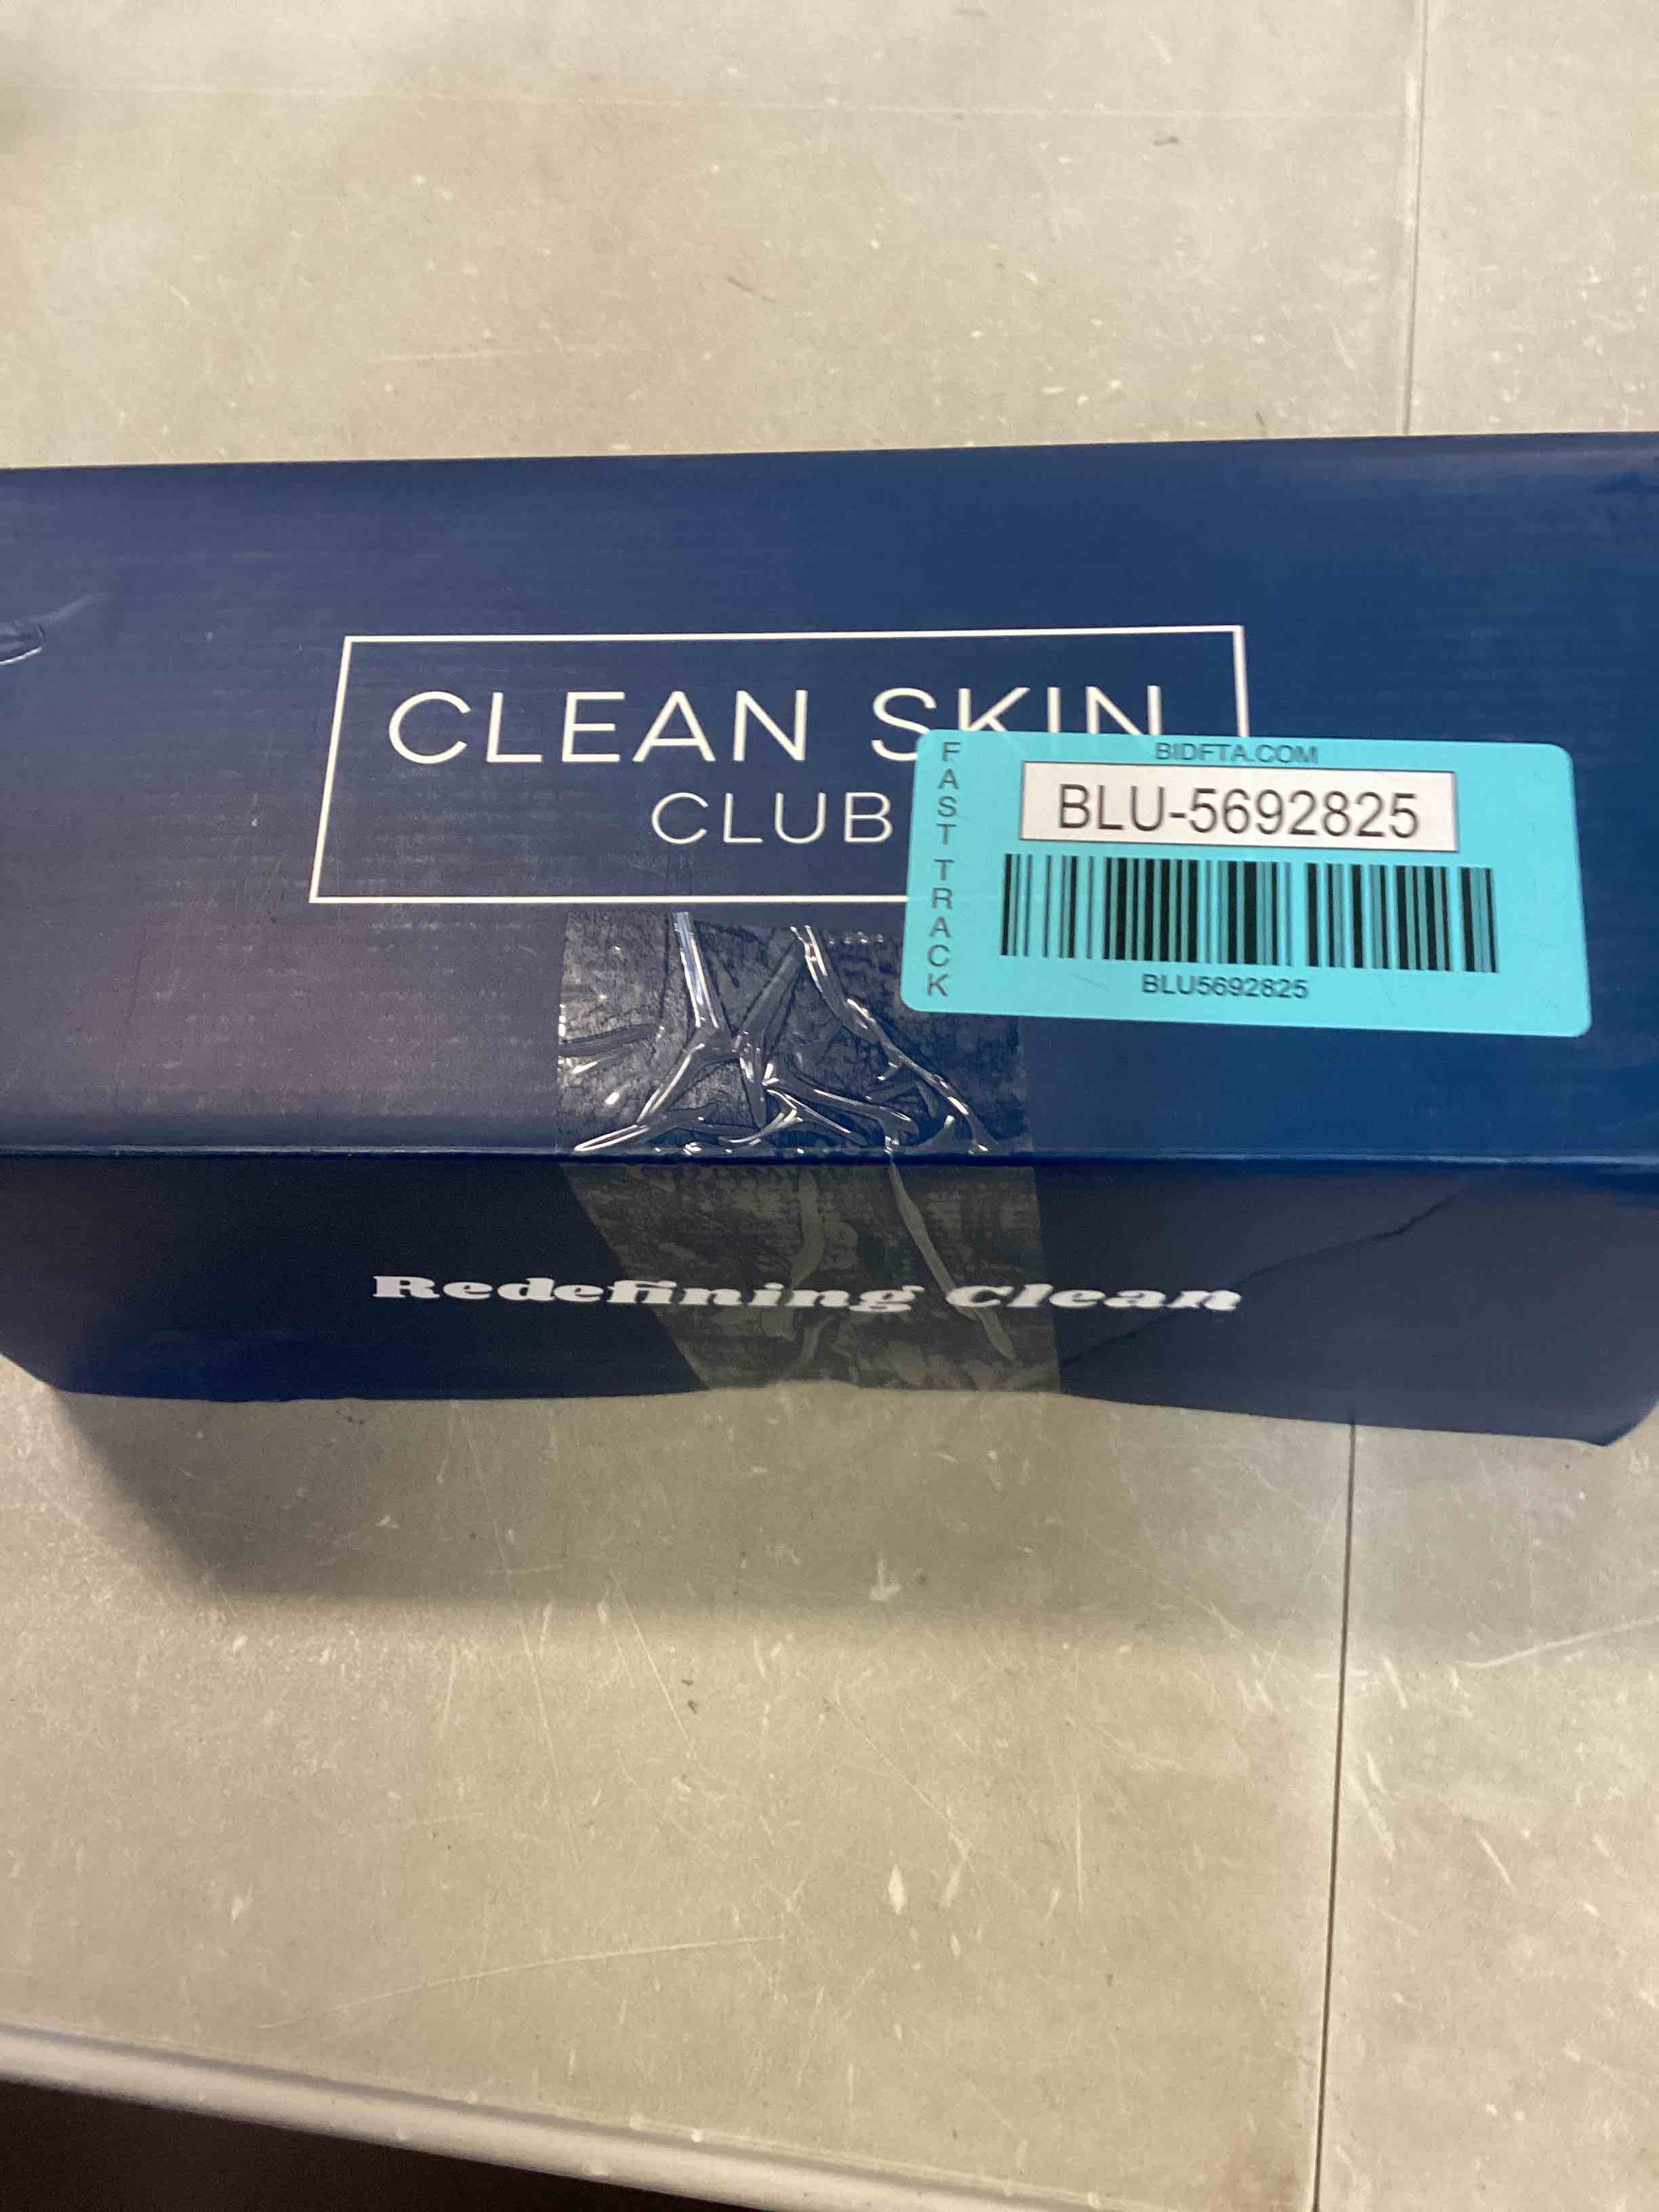 CLEAN SKIN
CLUB
FAST TRACK
BIDFTA.COM
BLU-5692825
BLU5692825
Redefining Clean